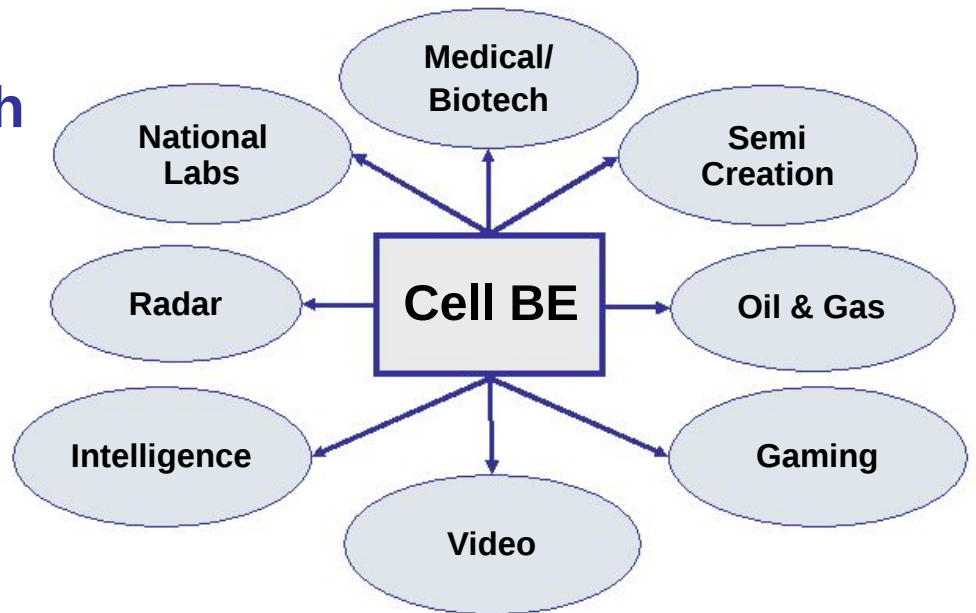 Medical/
Biotech
National
Labs
Semi
Creation
Radar
Cell BE
Oil & Gas
Intelligence
Gaming
Video